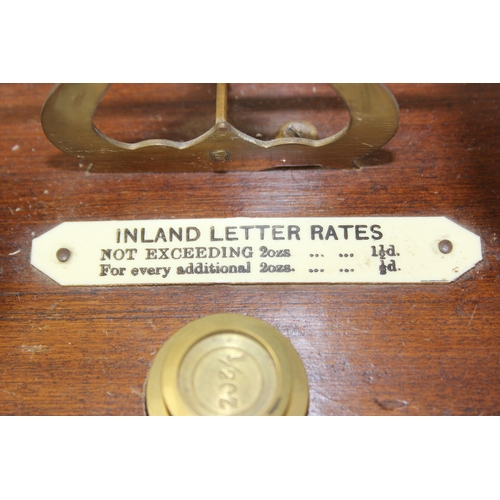 INLAND LETTER RATES
NOT EXCEEDING 2ozs ... ... 1½d.
For every additional 2ozs. ... ... ½d.
½OZ